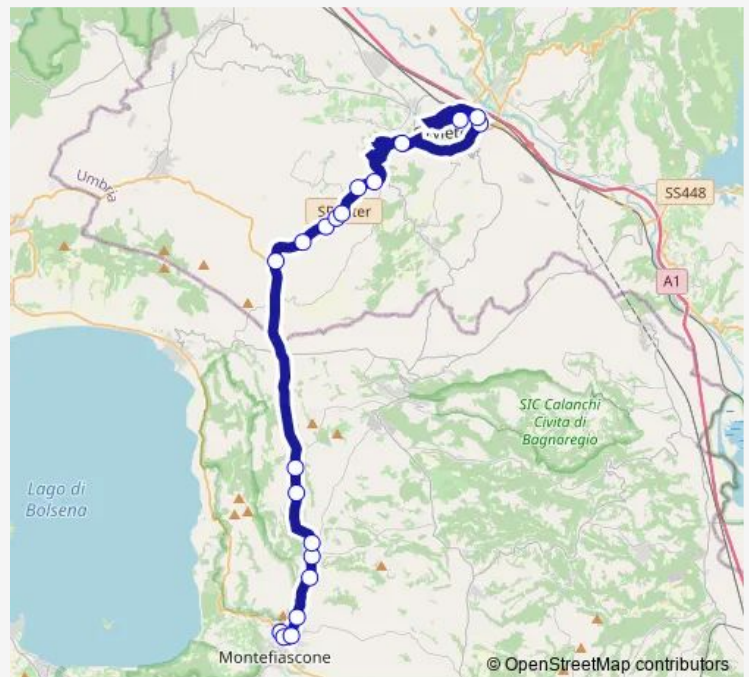 Umbria
SS448
A1
SIC Calanchi
Civita di
Bagnoregio
Lago di
Bolsena
Montefiascone
© OpenStreetMap contributors